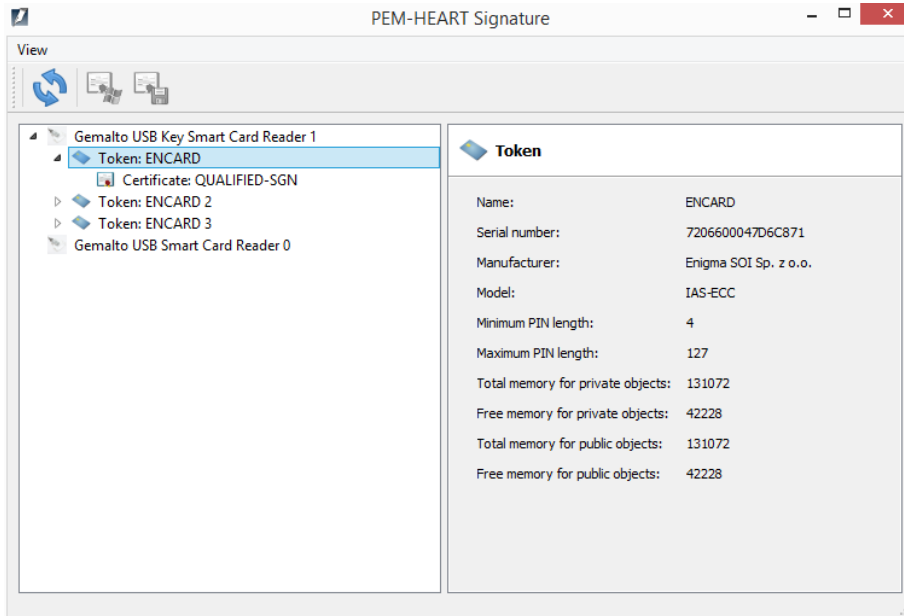 PEM-HEART Signature
View
Gemalto USB Key Smart Card Reader 1
Token: ENCARD
Certificate: QUALIFIED-SGN
Token: ENCARD 2
Token: ENCARD 3
Gemalto USB Smart Card Reader 0
Token
Name: ENCARD
Serial number: 7206600047D6C871
Manufacturer: Enigma SOI Sp. z o.o.
Model: IAS-ECC
Minimum PIN length: 4
Maximum PIN length: 127
Total memory for private objects: 131072
Free memory for private objects: 42228
Total memory for public objects: 131072
Free memory for public objects: 42228